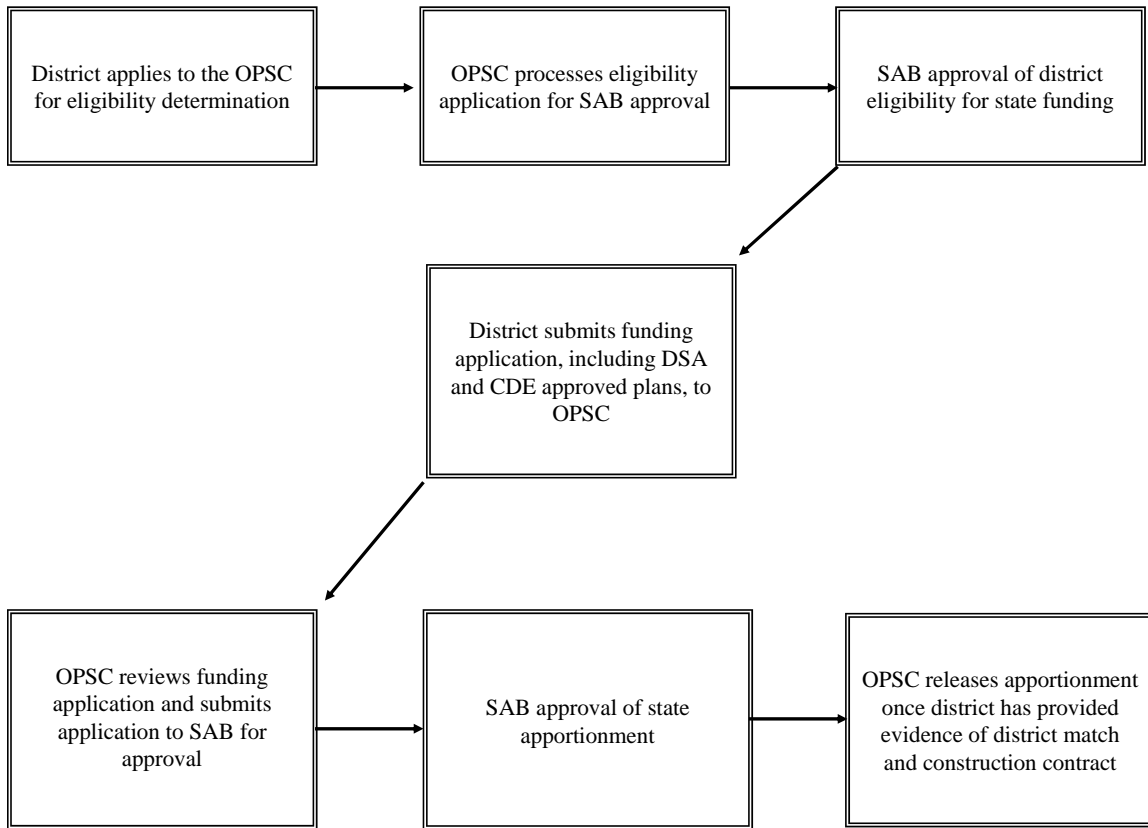 District applies to the OPSC
for eligibility determination
OPSC processes eligibility
application for SAB approval
SAB approval of district
eligibility for state funding
District submits funding
application, including DSA
and CDE approved plans, to
OPSC
OPSC reviews funding
application and submits
application to SAB for
approval
SAB approval of state
apportionment
OPSC releases apportionment
once district has provided
evidence of district match
and construction contract